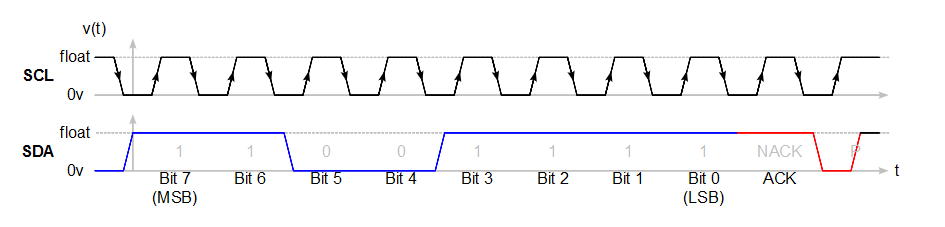 v(t)
float
SCL
0v
float
SDA
1 1 0 0 1 1 1 1 NACK P
0v
t
Bit 7 Bit 6 Bit 5 Bit 4 Bit 3 Bit 2 Bit 1 Bit 0 ACK
(MSB) (LSB)